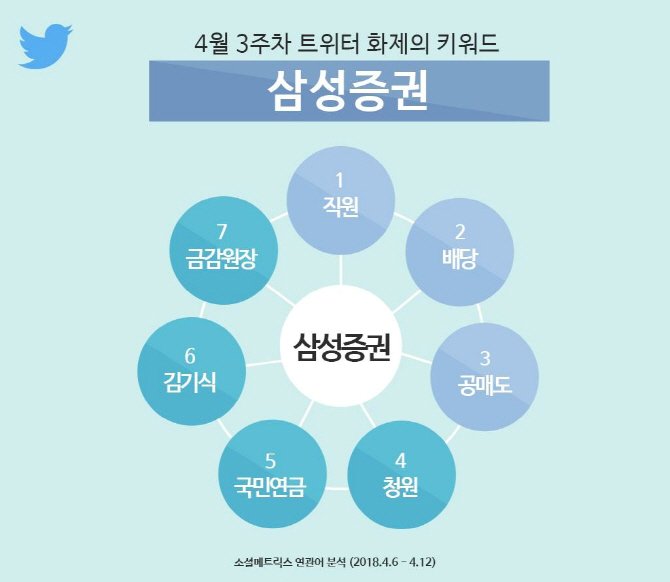 4월 3주차 트위터 화제의 키워드
삼성증권
1
직원
2
배당
3
공매도
4
청원
5
국민연금
6
김기식
7
금감원장
삼성증권
소셜메트릭스 연관어 분석 (2018.4.6 - 4.12)